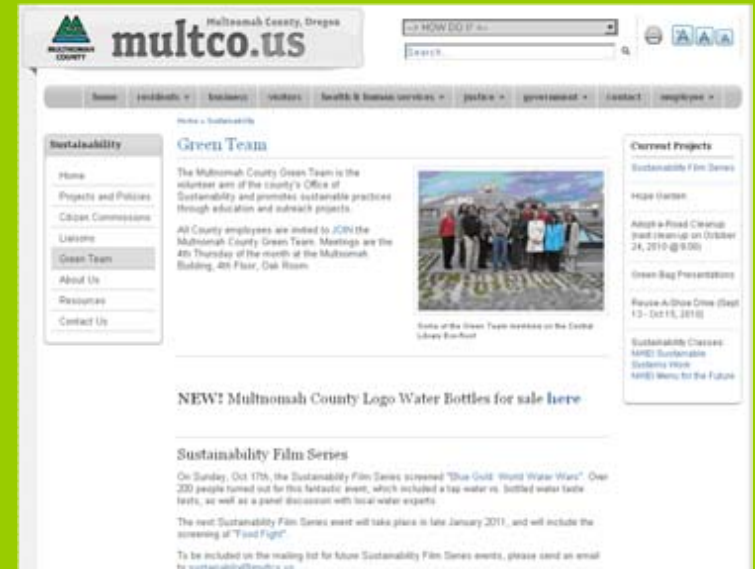 Multnomah County, Oregon
multco.us
MULTNOMAH
COUNTY
--> HOW DO I? <--
Search...
A A A
home residents business visitors health & human services justice government contact employee
Home » Sustainability
Sustainability
Home
Projects and Policies
Citizen Commissions
Liaisons
Green Team
About Us
Resources
Contact Us
Green Team
The Multnomah County Green Team is the
volunteer arm of the county's Office of
Sustainability and promotes sustainable practices
through education and outreach projects.
All County employees are invited to JOIN the
Multnomah County Green Team. Meetings are the
4th Thursday of the month at the Multnomah
Building, 4th Floor, Oak Room.
Some of the Green Team members on the Central
Library Eco-Roof
NEW! Multnomah County Logo Water Bottles for sale here
Sustainability Film Series
On Sunday, Oct 17th, the Sustainability Film Series screened "Blue Gold: World Water Wars". Over
200 people turned out for this fantastic event, which included a tap water vs. bottled water taste
tests, as well as a panel discussion with local water experts.
The next Sustainability Film Series event will take place in late January 2011, and will include the
screening of "Food Fight".
To be included on the mailing list for future Sustainability Film Series events, please send an email
to sustainability@multco.us
Current Projects
Sustainability Film Series
Hope Garden
Adopt-a-Road Cleanup
(next clean-up on October
24, 2010 @ 9:00)
Green Bag Presentations
Reuse-A-Shoe Drive (Sept
13 - Oct 15, 2010)
Sustainability Classes:
NWEI Sustainable
Systems Work
NWEI Menu for the Future